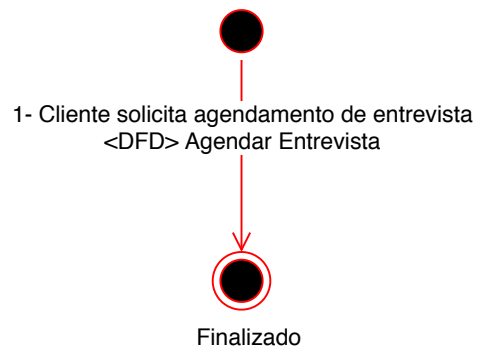 1- Cliente solicita agendamento de entrevista
<DFD> Agendar Entrevista
Finalizado